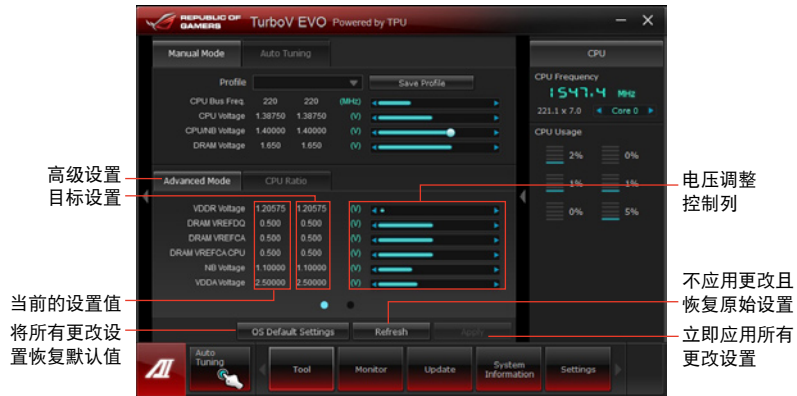 REPUBLIC OF
GAMERS
TurboV EVO Powered by TPU
Manual Mode
Auto Tuning
Profile
Save Profile
CPU Bus Freq. 220 220 (MHz)
CPU Voltage 1.38750 1.38750 (V)
CPU/NB Voltage 1.40000 1.40000 (V)
DRAM Voltage 1.650 1.650 (V)
Advanced Mode
CPU Ratio
VDDR Voltage 1.20575 1.20575 (V)
DRAM VREFDQ 0.500 0.500 (V)
DRAM VREFCA 0.500 0.500 (V)
DRAM VREFCA CPU 0.500 0.500 (V)
NB Voltage 1.10000 1.10000 (V)
VDDA Voltage 2.50000 2.50000 (V)
OS Default Settings
Refresh
Apply
CPU
CPU Frequency
1547.4 MHz
221.1 x 7.0
Core 0
CPU Usage
2% 0%
1% 1%
0% 5%
Auto
Tuning
Tool
Monitor
Update
System
Information
Settings
高级设置
目标设置
当前的设置值
将所有更改设
置恢复默认值
电压调整
控制列
不应用更改且
恢复原始设置
立即应用所有
更改设置